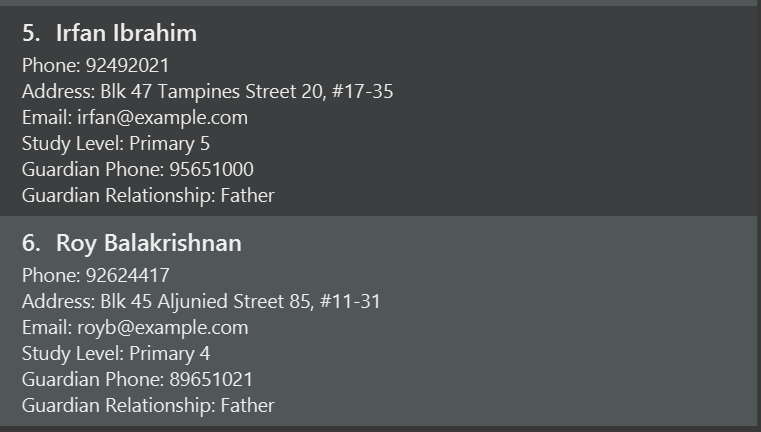 5. Irfan Ibrahim
Phone: 92492021
Address: Blk 47 Tampines Street 20, #17-35
Email: irfan@example.com
Study Level: Primary 5
Guardian Phone: 95651000
Guardian Relationship: Father
6. Roy Balakrishnan
Phone: 92624417
Address: Blk 45 Aljunied Street 85, #11-31
Email: royb@example.com
Study Level: Primary 4
Guardian Phone: 89651021
Guardian Relationship: Father